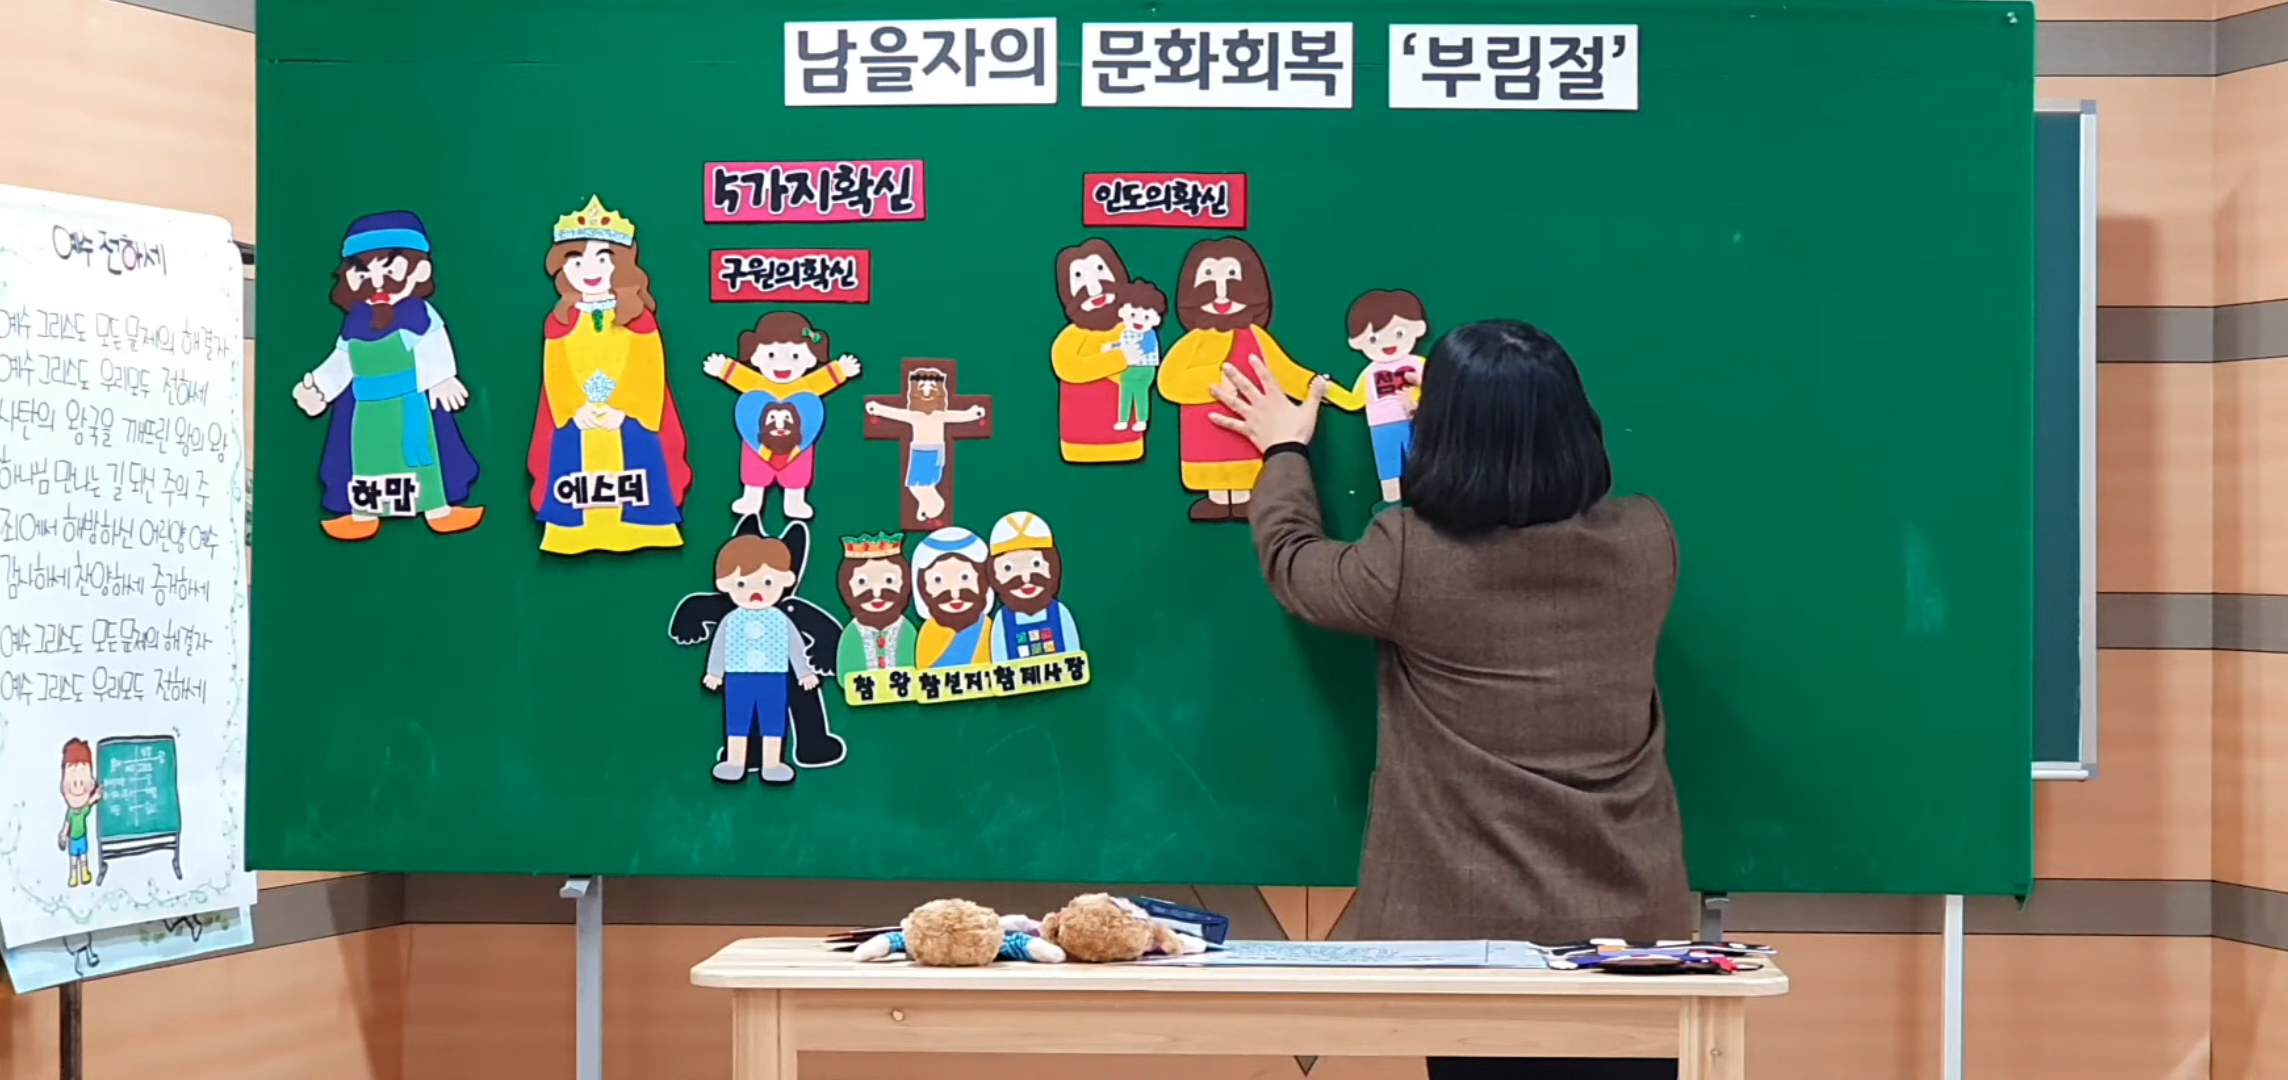 남을자의 문화회복 '부림절'
5가지확신
인도의확신
구원의확신
하만
에스더
참 왕
참선지
참제사장
예수 전하세
예수 그리스도 모든 문제의 해결자
예수 그리스도 우리모두 전하세
사탄의 왕국을 깨뜨린 왕의 왕
하나님 만나는 길 되신 주의 주
죄에서 해방하신 어린양 예수
감사하세 찬양하세 증거하세
예수 그리스도 모든 문제의 해결자
예수 그리스도 우리모두 전하세